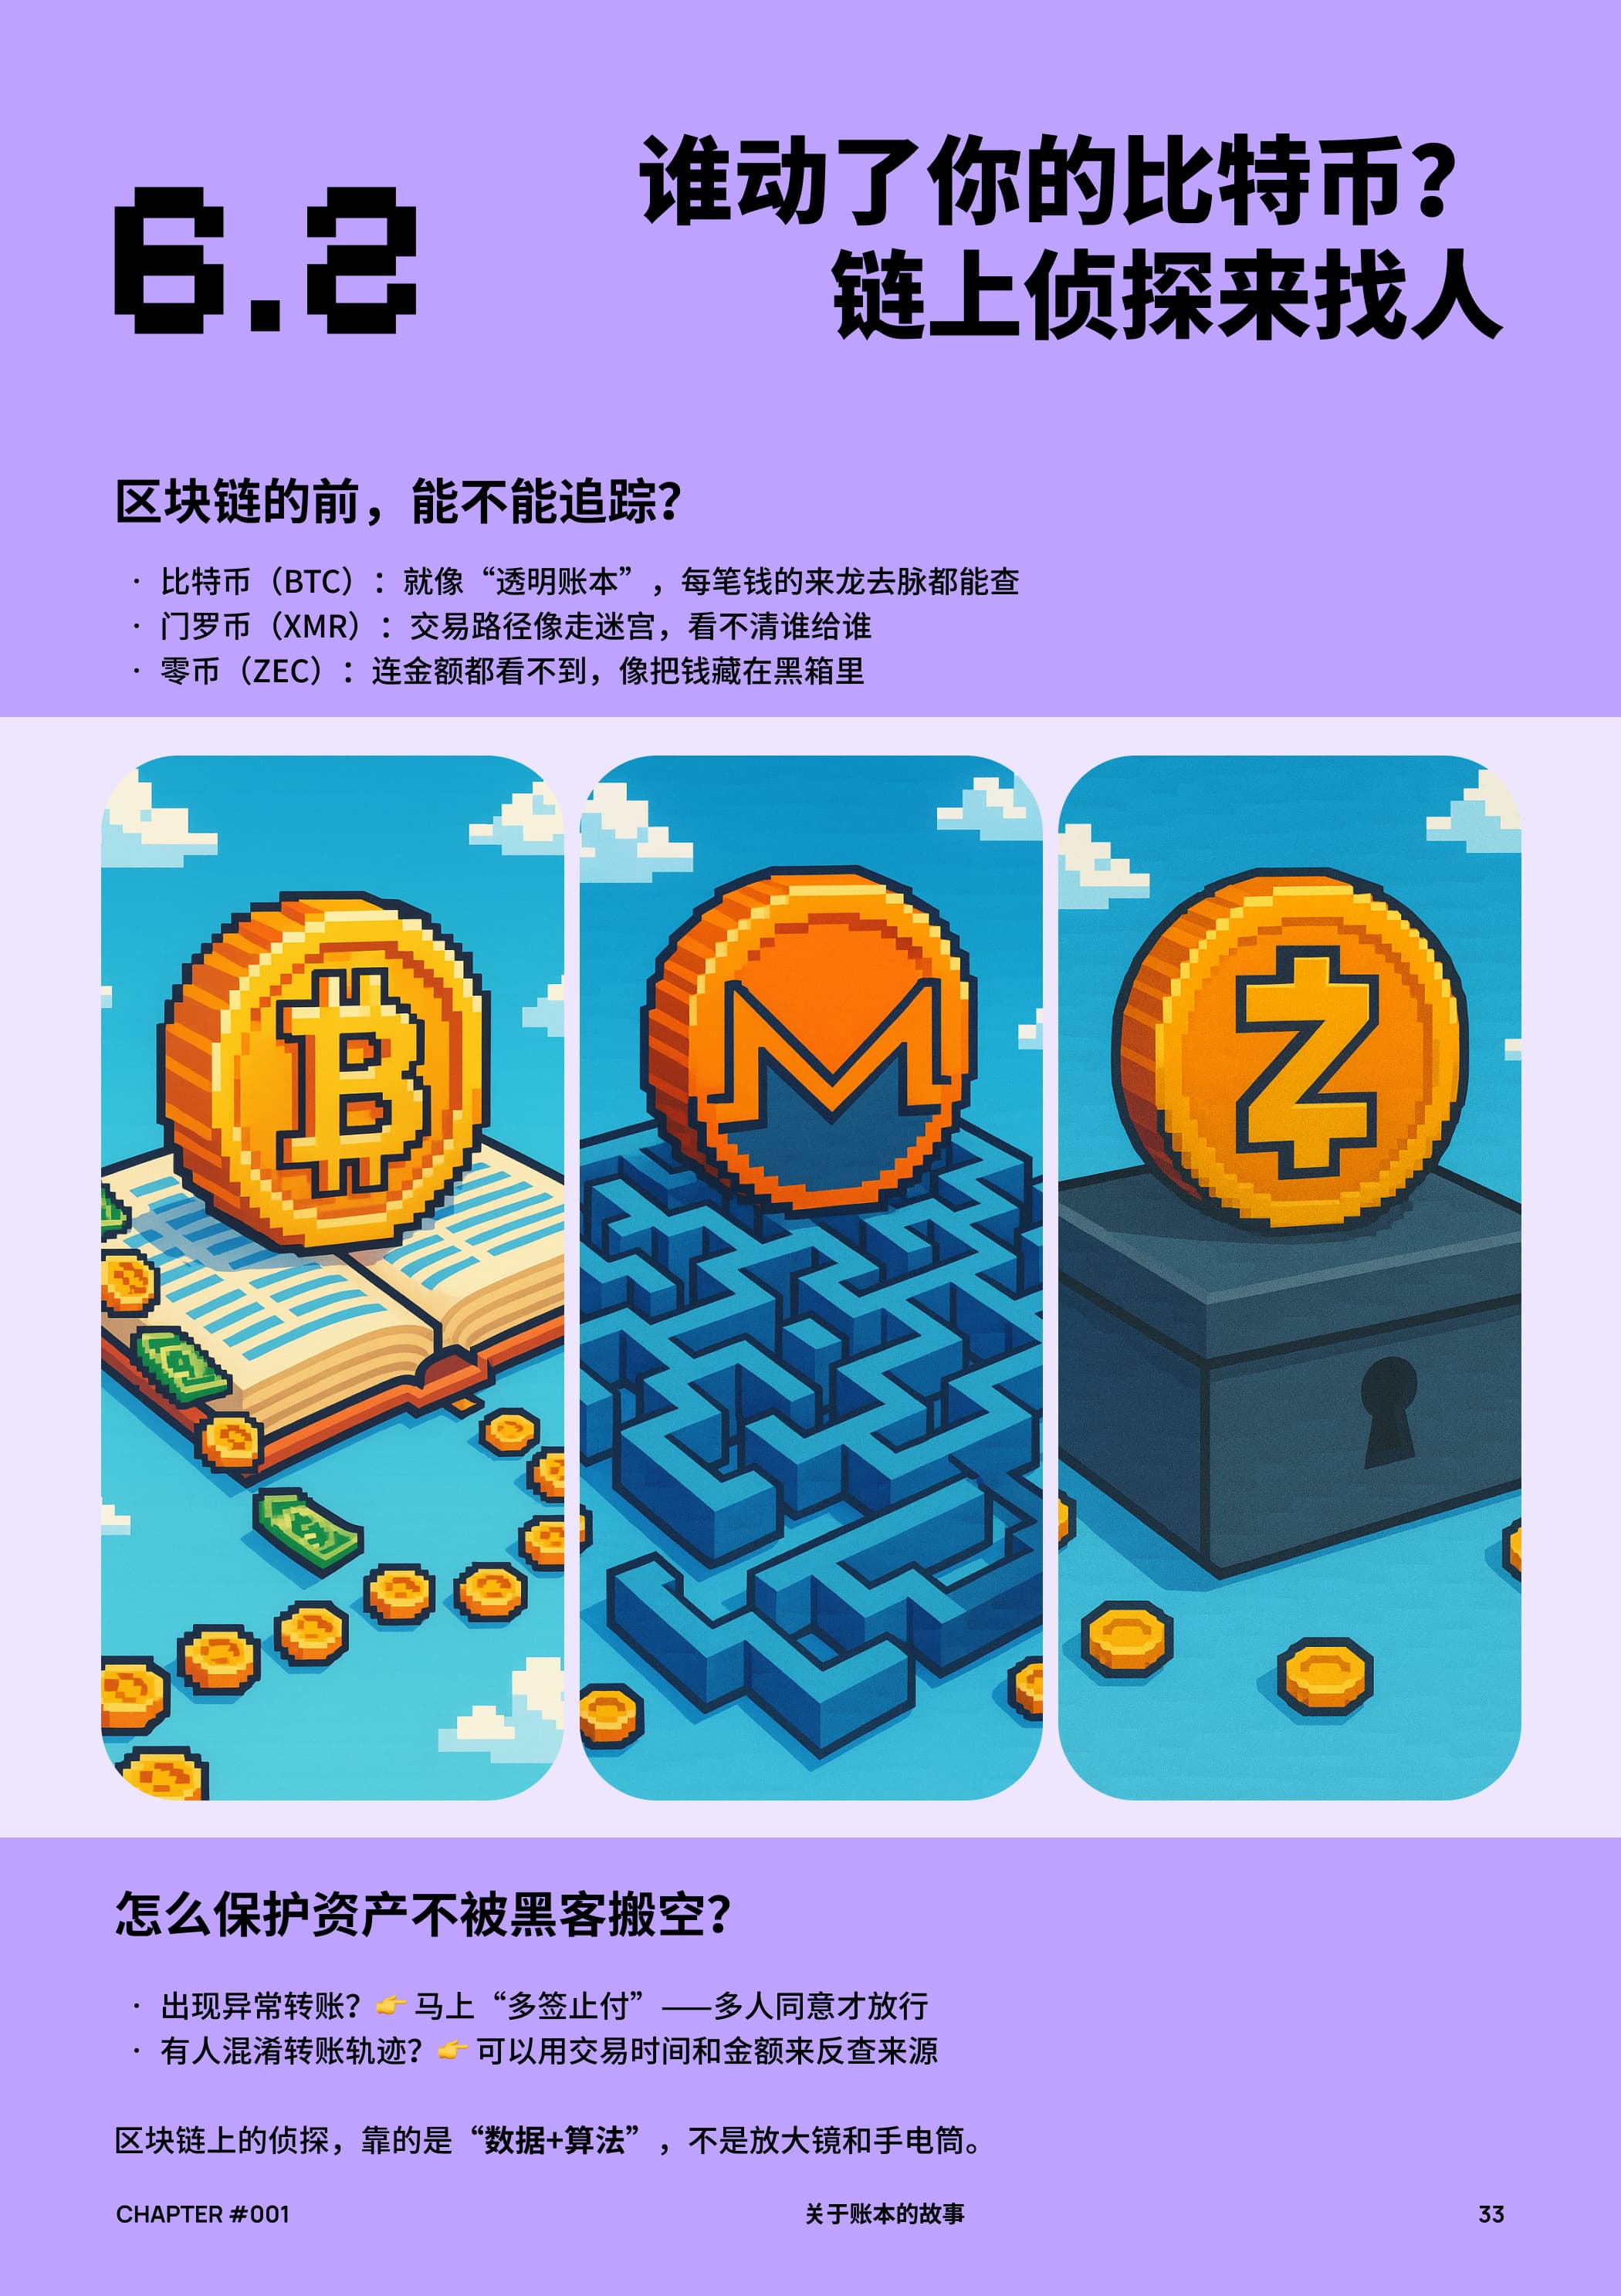 6.2
谁动了你的比特币？
链上侦探来找人
区块链的前，能不能追踪？
· 比特币（BTC）：就像“透明账本”，每笔钱的来龙去脉都能查
· 门罗币（XMR）：交易路径像走迷宫，看不清谁给谁
· 零币（ZEC）：连金额都看不到，像把钱藏在黑箱里
怎么保护资产不被黑客搬空？
· 出现异常转账？👉马上“多签止付”——多人同意才放行
· 有人混淆转账轨迹？👉可以用交易时间和金额来反查来源
区块链上的侦探，靠的是“数据+算法”，不是放大镜和手电筒。
CHAPTER #001
关于账本的故事
33